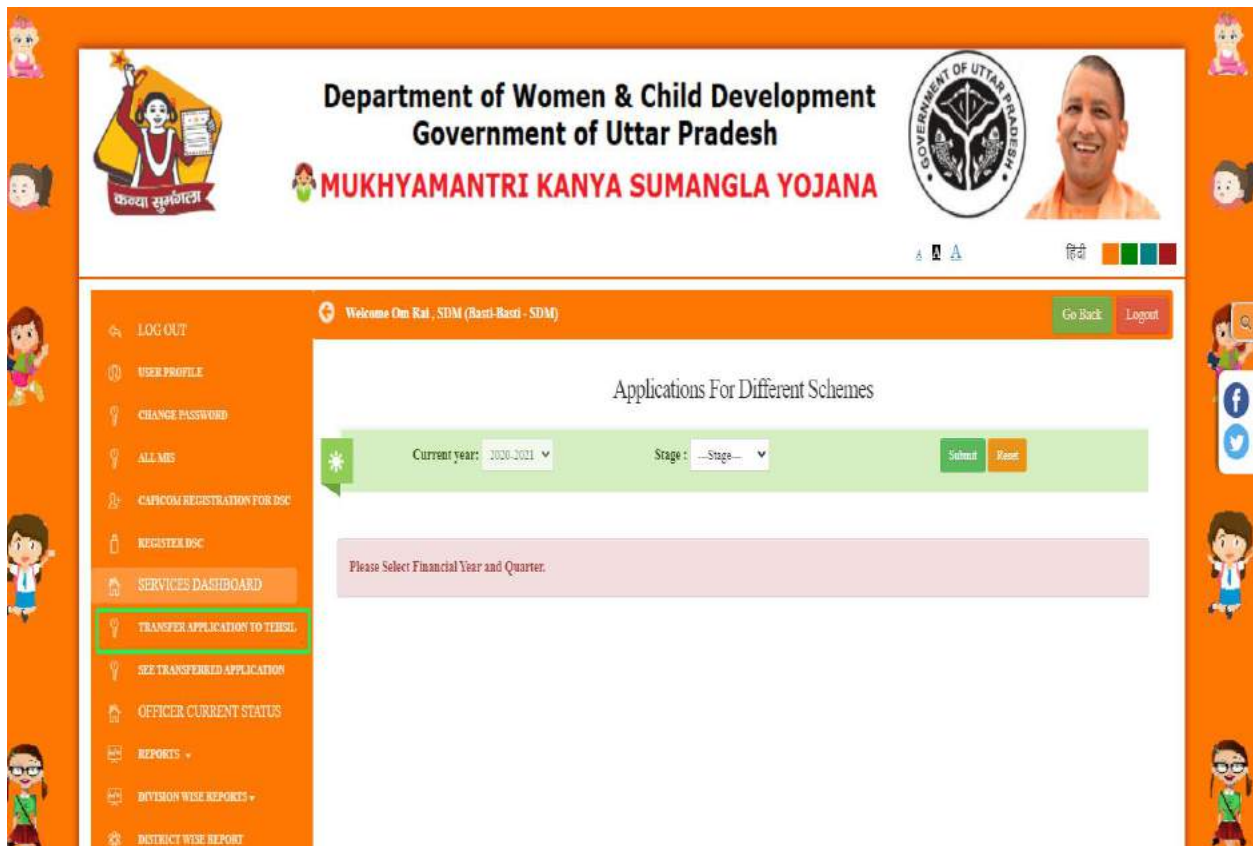 Department of Women & Child Development
Government of Uttar Pradesh
MUKHYAMANTRI KANYA SUMANGLA YOJANA
कन्या सुमंगला
GOVERNMENT OF UTTAR PRADESH
A A A
हिंदी
Welcome Om Rai , SDM (Basti-Basti - SDM)
Go Back Logout
LOG OUT
USER PROFILE
CHANGE PASSWORD
ALL MIS
CAPICOM REGISTRATION FOR DSC
REGISTER DSC
SERVICES DASHBOARD
TRANSFER APPLICATION TO TEHSIL
SEE TRANSFERRED APPLICATION
OFFICER CURRENT STATUS
REPORTS
DIVISION WISE REPORTS
DISTRICT WISE REPORT
Applications For Different Schemes
Current year: 2020-2021 Stage : ---Stage--- Submit Reset
Please Select Financial Year and Quarter.